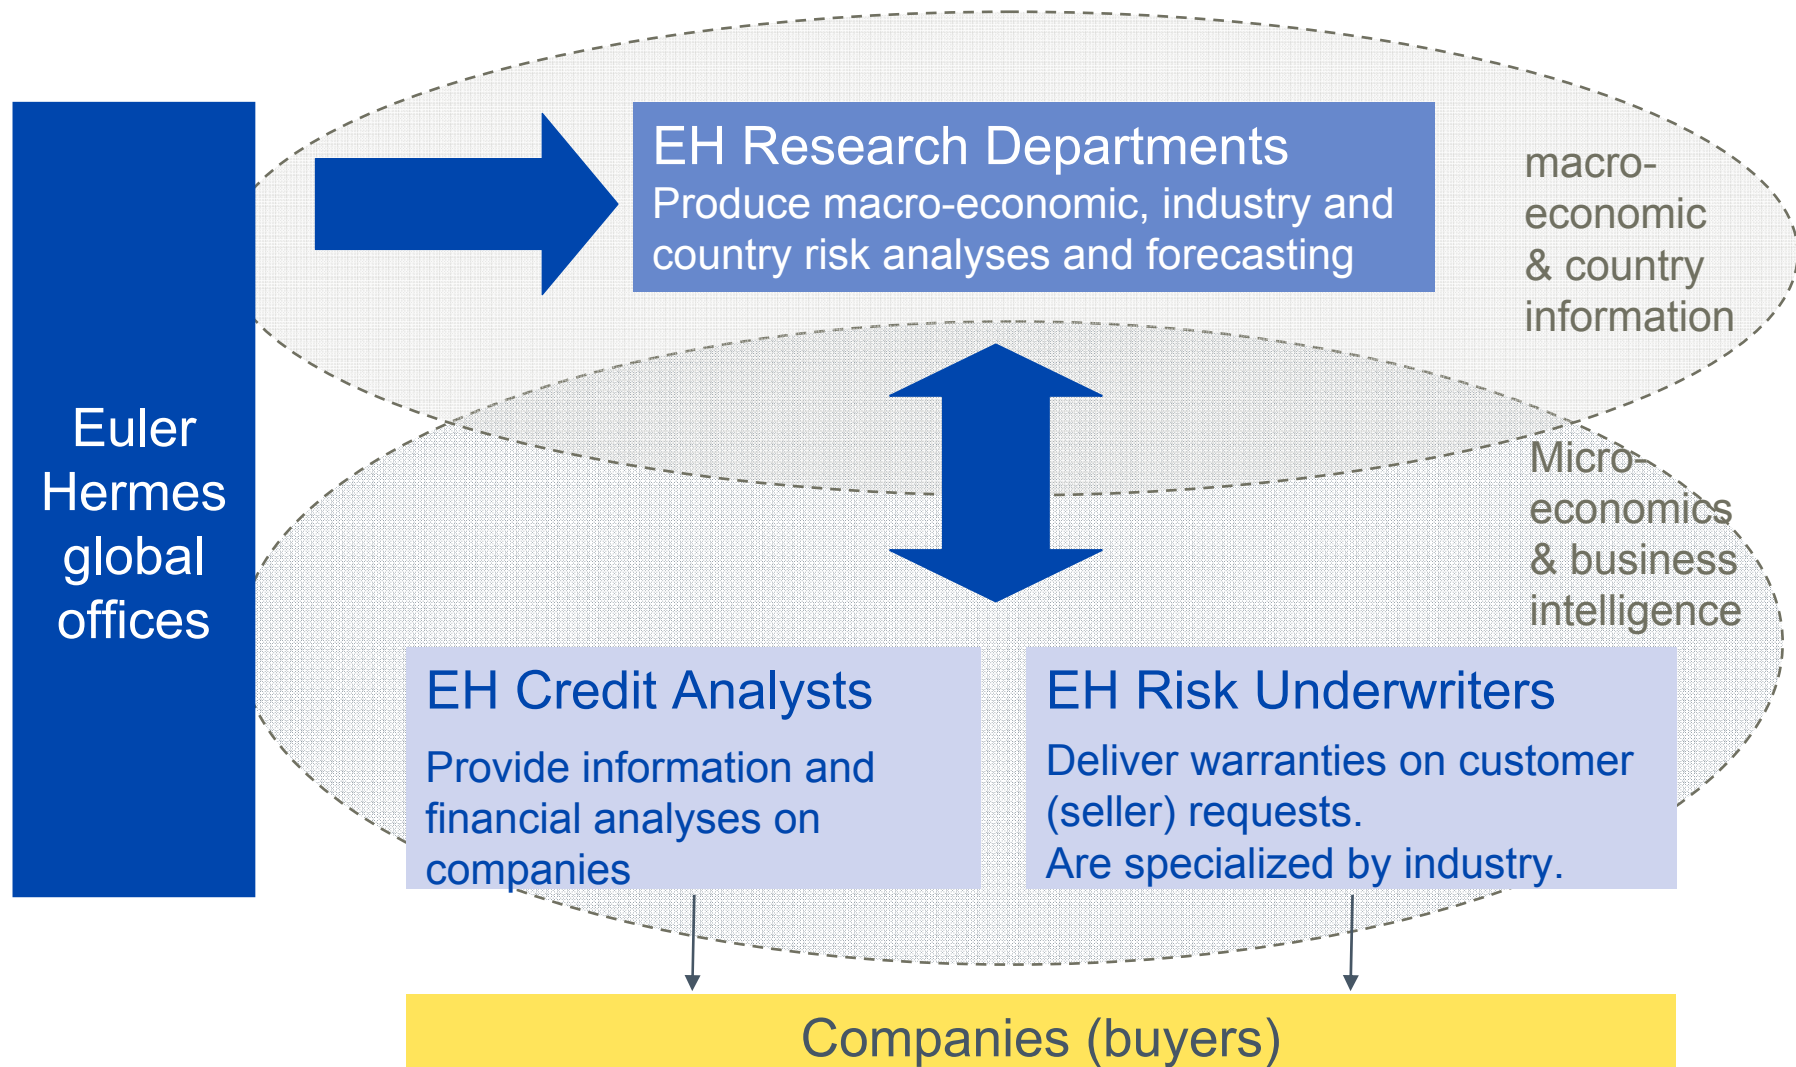 Euler
Hermes
global
offices
EH Research Departments
Produce macro-economic, industry and
country risk analyses and forecasting
macro-
economic
& country
information
Micro-
economics
& business
intelligence
EH Credit Analysts
Provide information and
financial analyses on
companies
EH Risk Underwriters
Deliver warranties on customer
(seller) requests.
Are specialized by industry.
Companies (buyers)